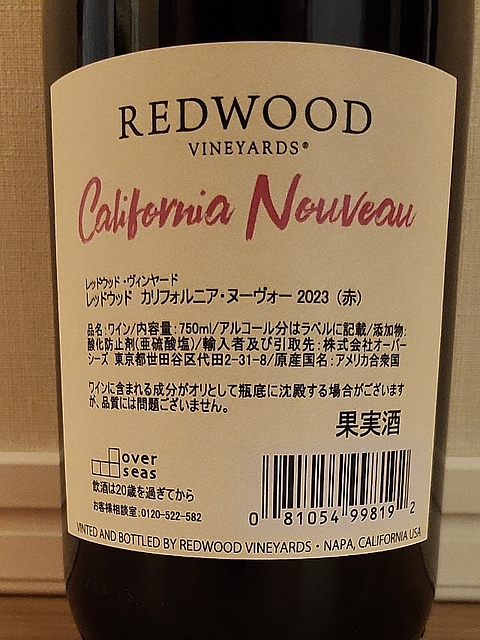 REDWOOD
VINEYARDS®
California Nouveau
レッドウッド・ヴィンヤード
レッドウッド カリフォルニア・ヌーヴォー 2023 (赤)
品名:ワイン/内容量:750ml/アルコール分はラベルに記載/添加物:
酸化防止剤(亜硫酸塩)/輸入者及び引取先:株式会社オーバー
シーズ 東京都世田谷区代田2-31-8/原産国名:アメリカ合衆国
ワインに含まれる成分がオリとして瓶底に沈殿する場合がございます
が、品質には問題ございません。
果実酒
over
seas
飲酒は20歳を過ぎてから
お客様相談室:0120-522-582
0 81054 99819 2
VINTED AND BOTTLED BY REDWOOD VINEYARDS・NAPA, CALIFORNIA USA